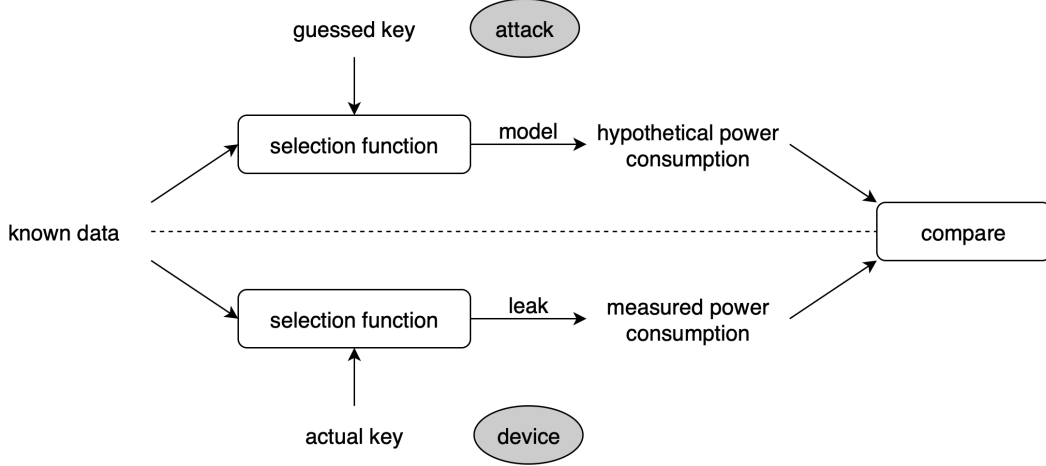 guessed key
attack
selection function
model
hypothetical power
consumption
known data
compare
selection function
leak
measured power
consumption
actual key
device